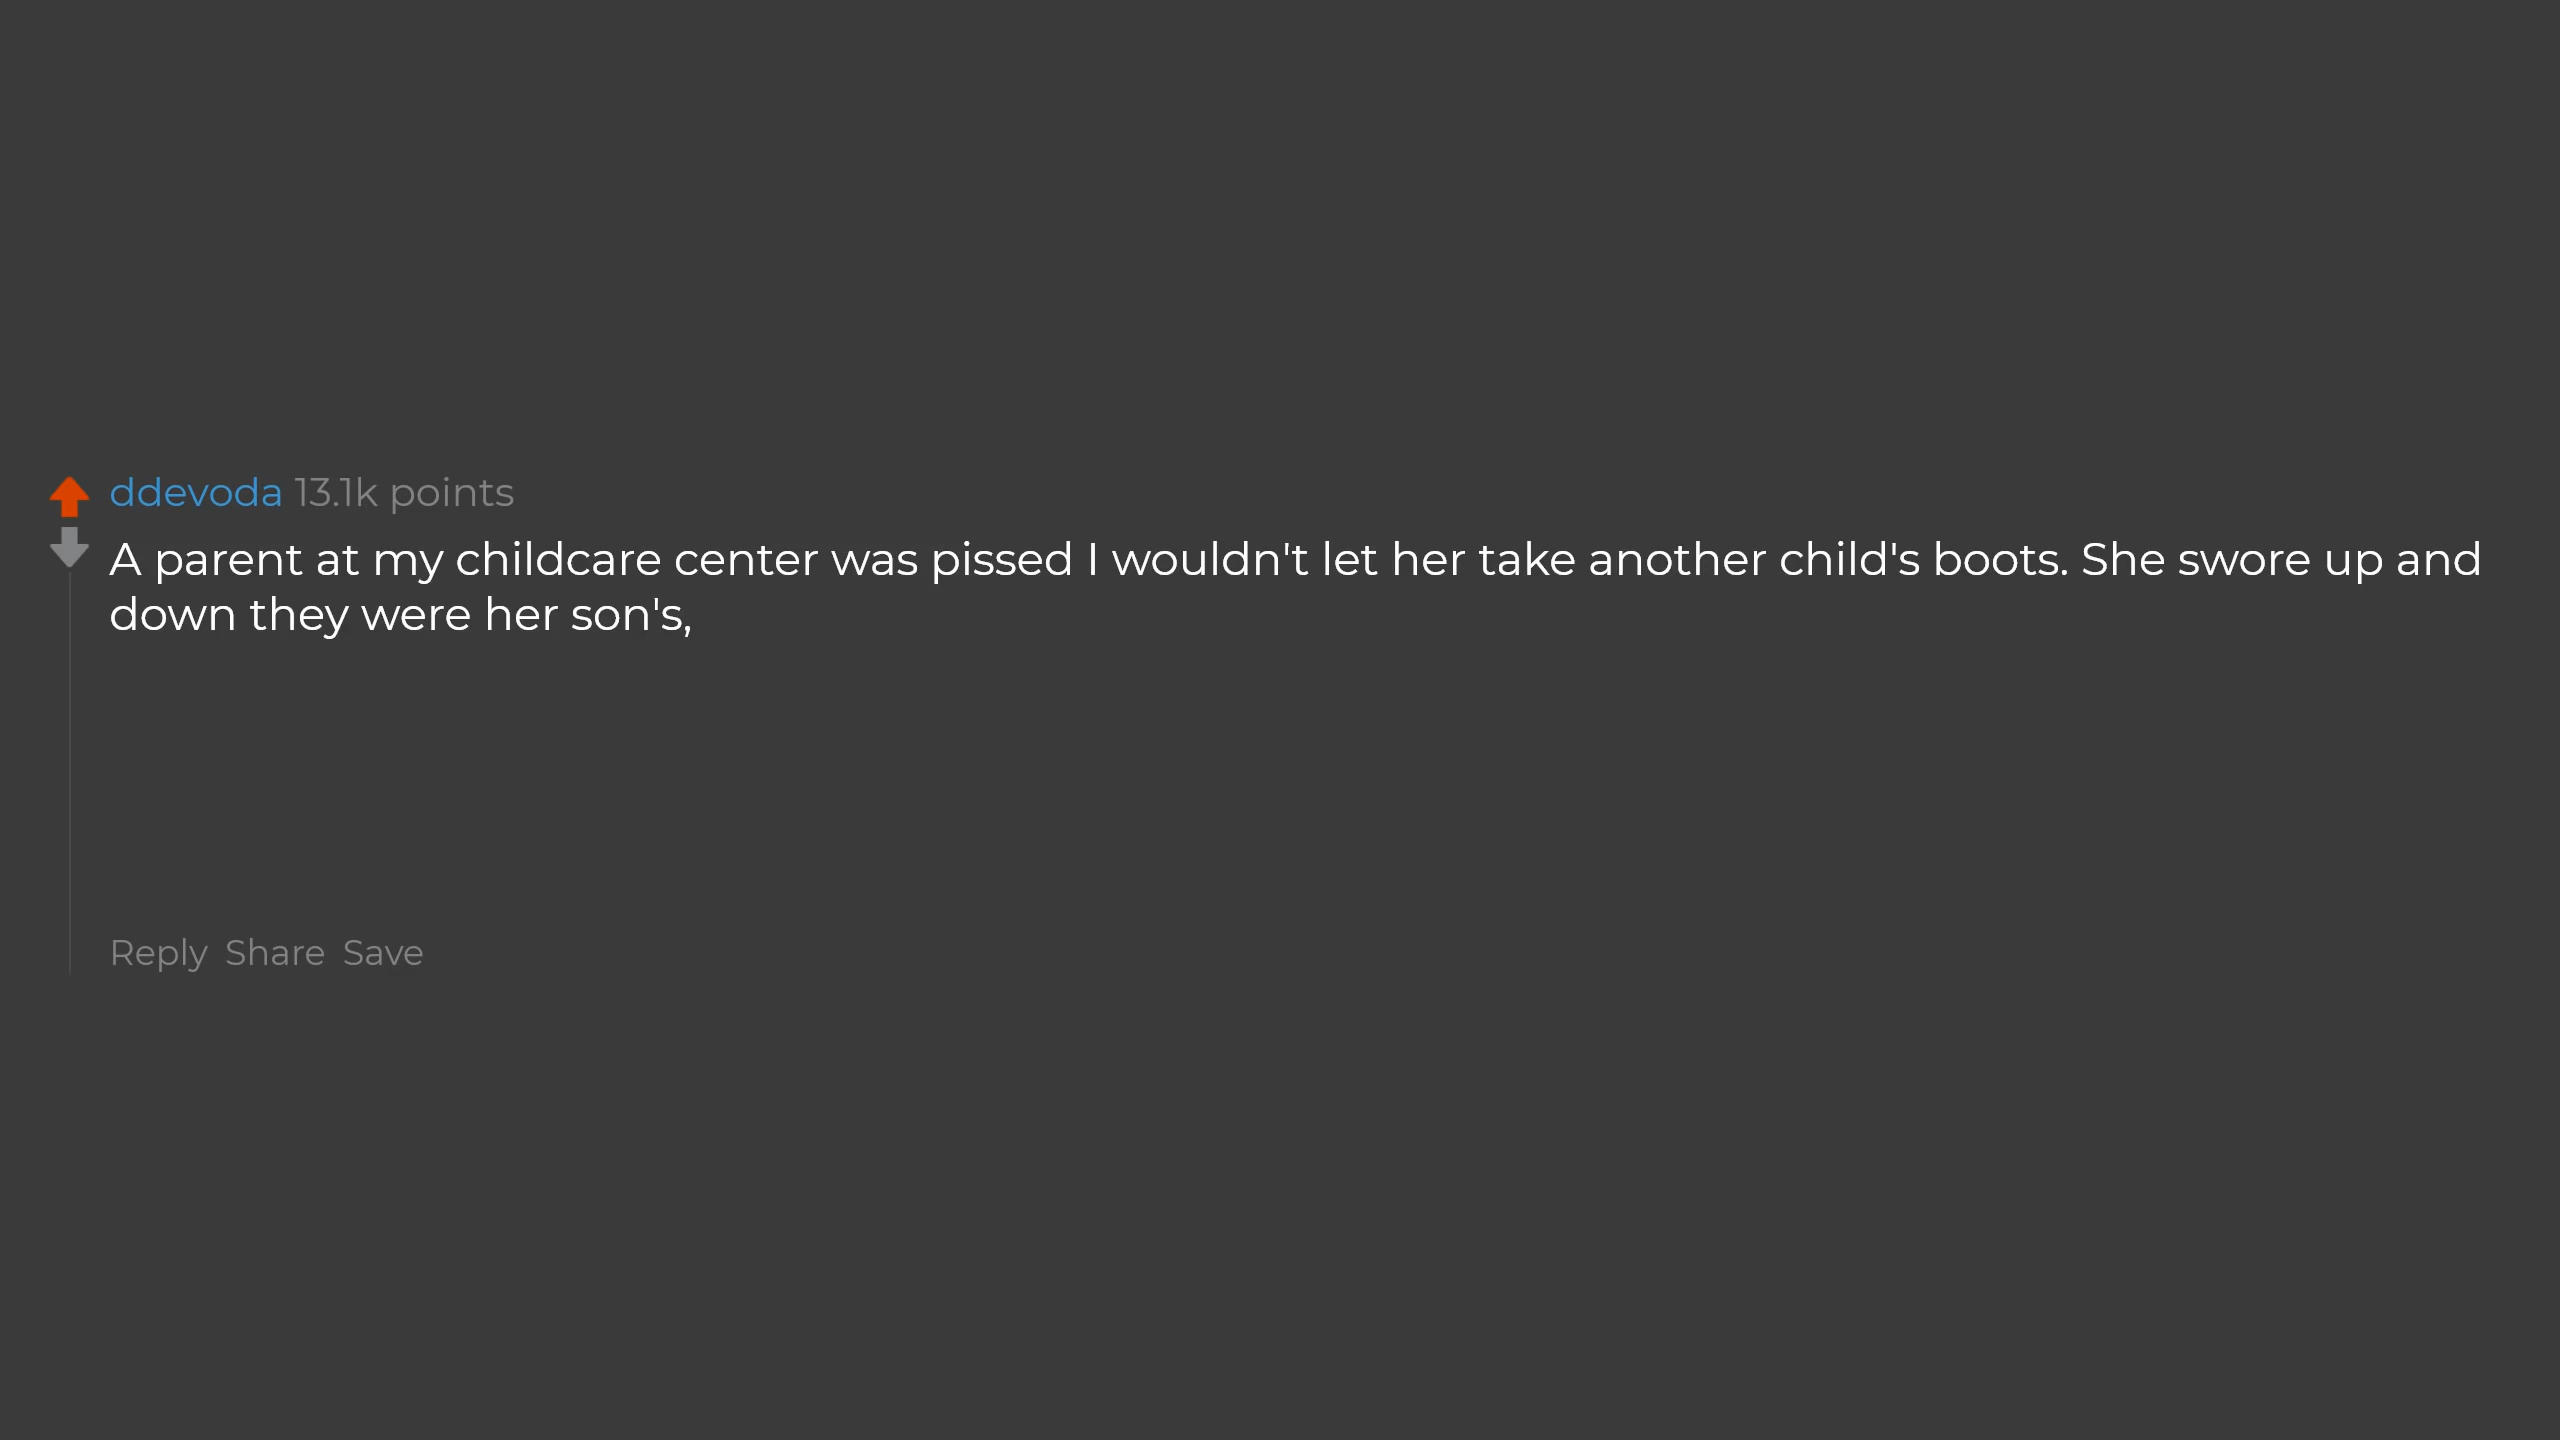 ddevoda 13.1k points
A parent at my childcare center was pissed I wouldn't let her take another child's boots. She swore up and
down they were her son's,
Reply Share Save